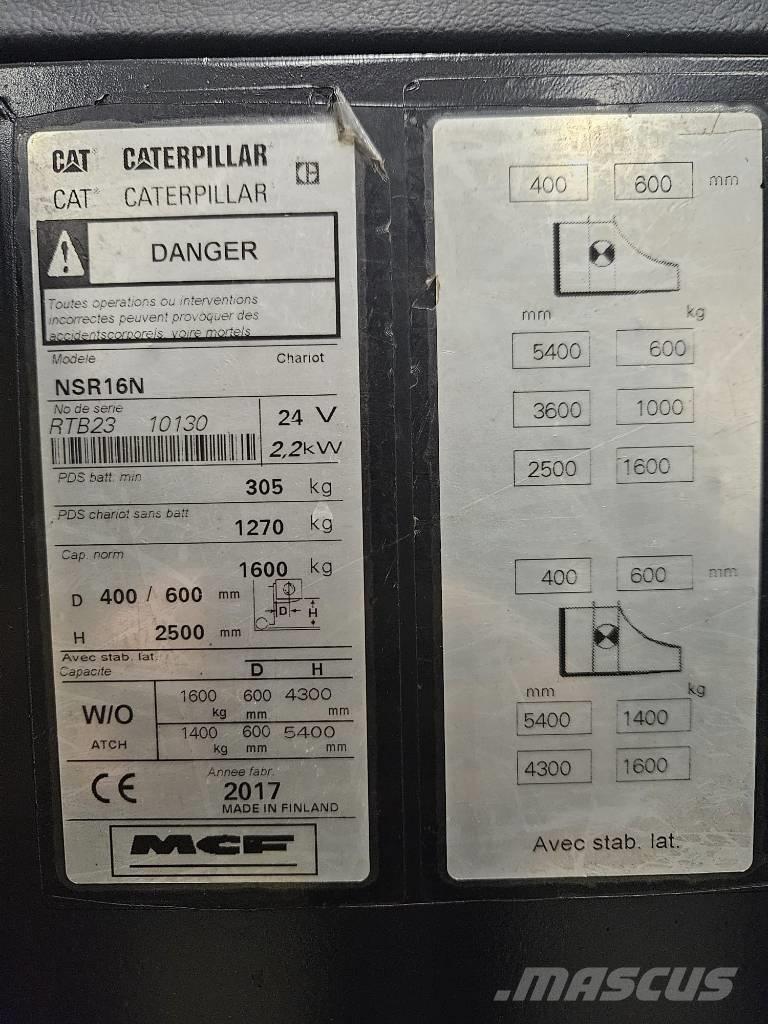 CAT CATERPILLAR
CAT® CATERPILLAR
DANGER
Toutes operations ou interventions
incorrectes peuvent provoquer des
accidentscorporels, voire mortels
Modele Chariot
NSR16N
No de serie
RTB23 10130
24 V
2,2kW
PDS batt. min 305 kg
PDS chariot sans batt 1270 kg
Cap. norm 1600 kg
D 400 / 600 mm
D H
H 2500 mm
Avec stab. lat.
Capacite D H
W/O ATCH
1600 kg 600 mm 4300 mm
1400 kg 600 mm 5400 mm
CE
Annee fabr.
2017
MADE IN FINLAND
MCF
400 600 mm
mm kg
5400 600
3600 1000
2500 1600
400 600 mm
mm kg
5400 1400
4300 1600
Avec stab. lat.
MASCUS